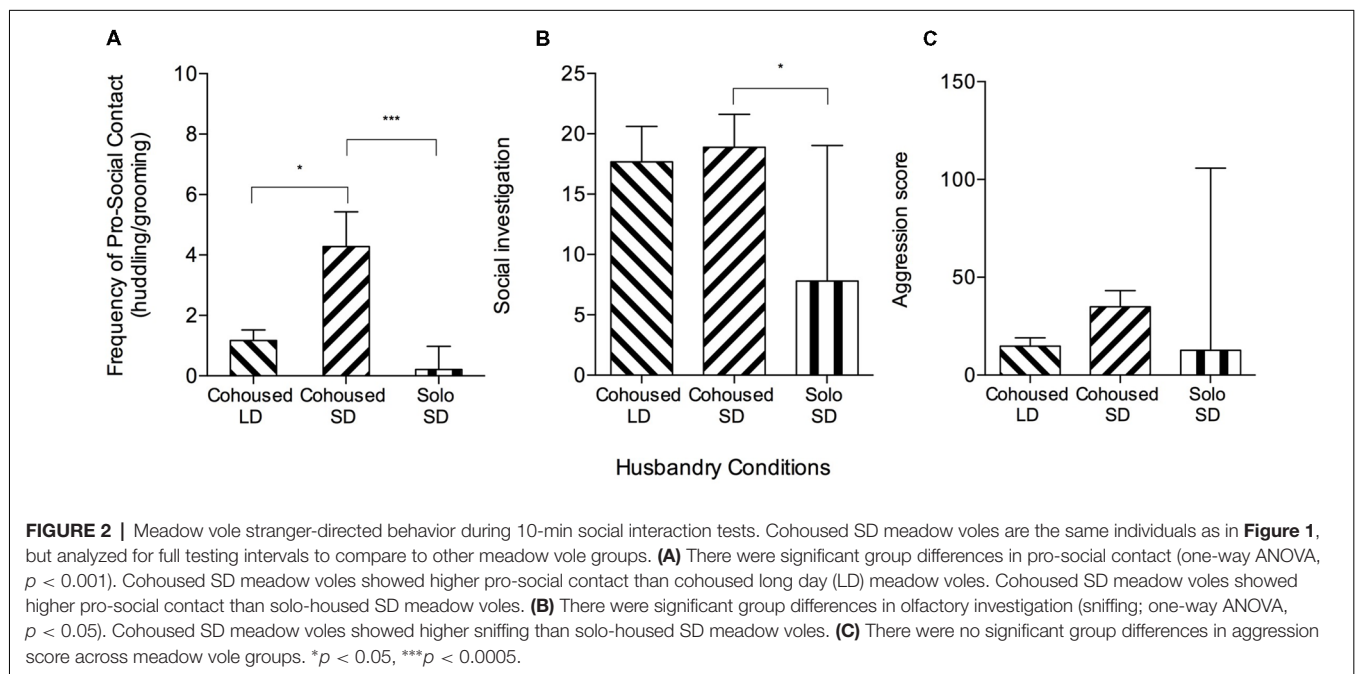 A
B
C
Frequency of Pro-Social Contact
(huddling/grooming)
10
8
6
4
2
0
*
***
Cohoused
LD
Cohoused
SD
Solo
SD
Social investigation
25
20
15
10
5
0
*
Cohoused
LD
Cohoused
SD
Solo
SD
Aggression score
150
100
50
0
Cohoused
LD
Cohoused
SD
Solo
SD
Husbandry Conditions
FIGURE 2 | Meadow vole stranger-directed behavior during 10-min social interaction tests. Cohoused SD meadow voles are the same individuals as in Figure 1,
but analyzed for full testing intervals to compare to other meadow vole groups. (A) There were significant group differences in pro-social contact (one-way ANOVA,
p < 0.001). Cohoused SD meadow voles showed higher pro-social contact than cohoused long day (LD) meadow voles. Cohoused SD meadow voles showed
higher pro-social contact than solo-housed SD meadow voles. (B) There were significant group differences in olfactory investigation (sniffing; one-way ANOVA,
p < 0.05). Cohoused SD meadow voles showed higher sniffing than solo-housed SD meadow voles. (C) There were no significant group differences in aggression
score across meadow vole groups. *p < 0.05, ***p < 0.0005.